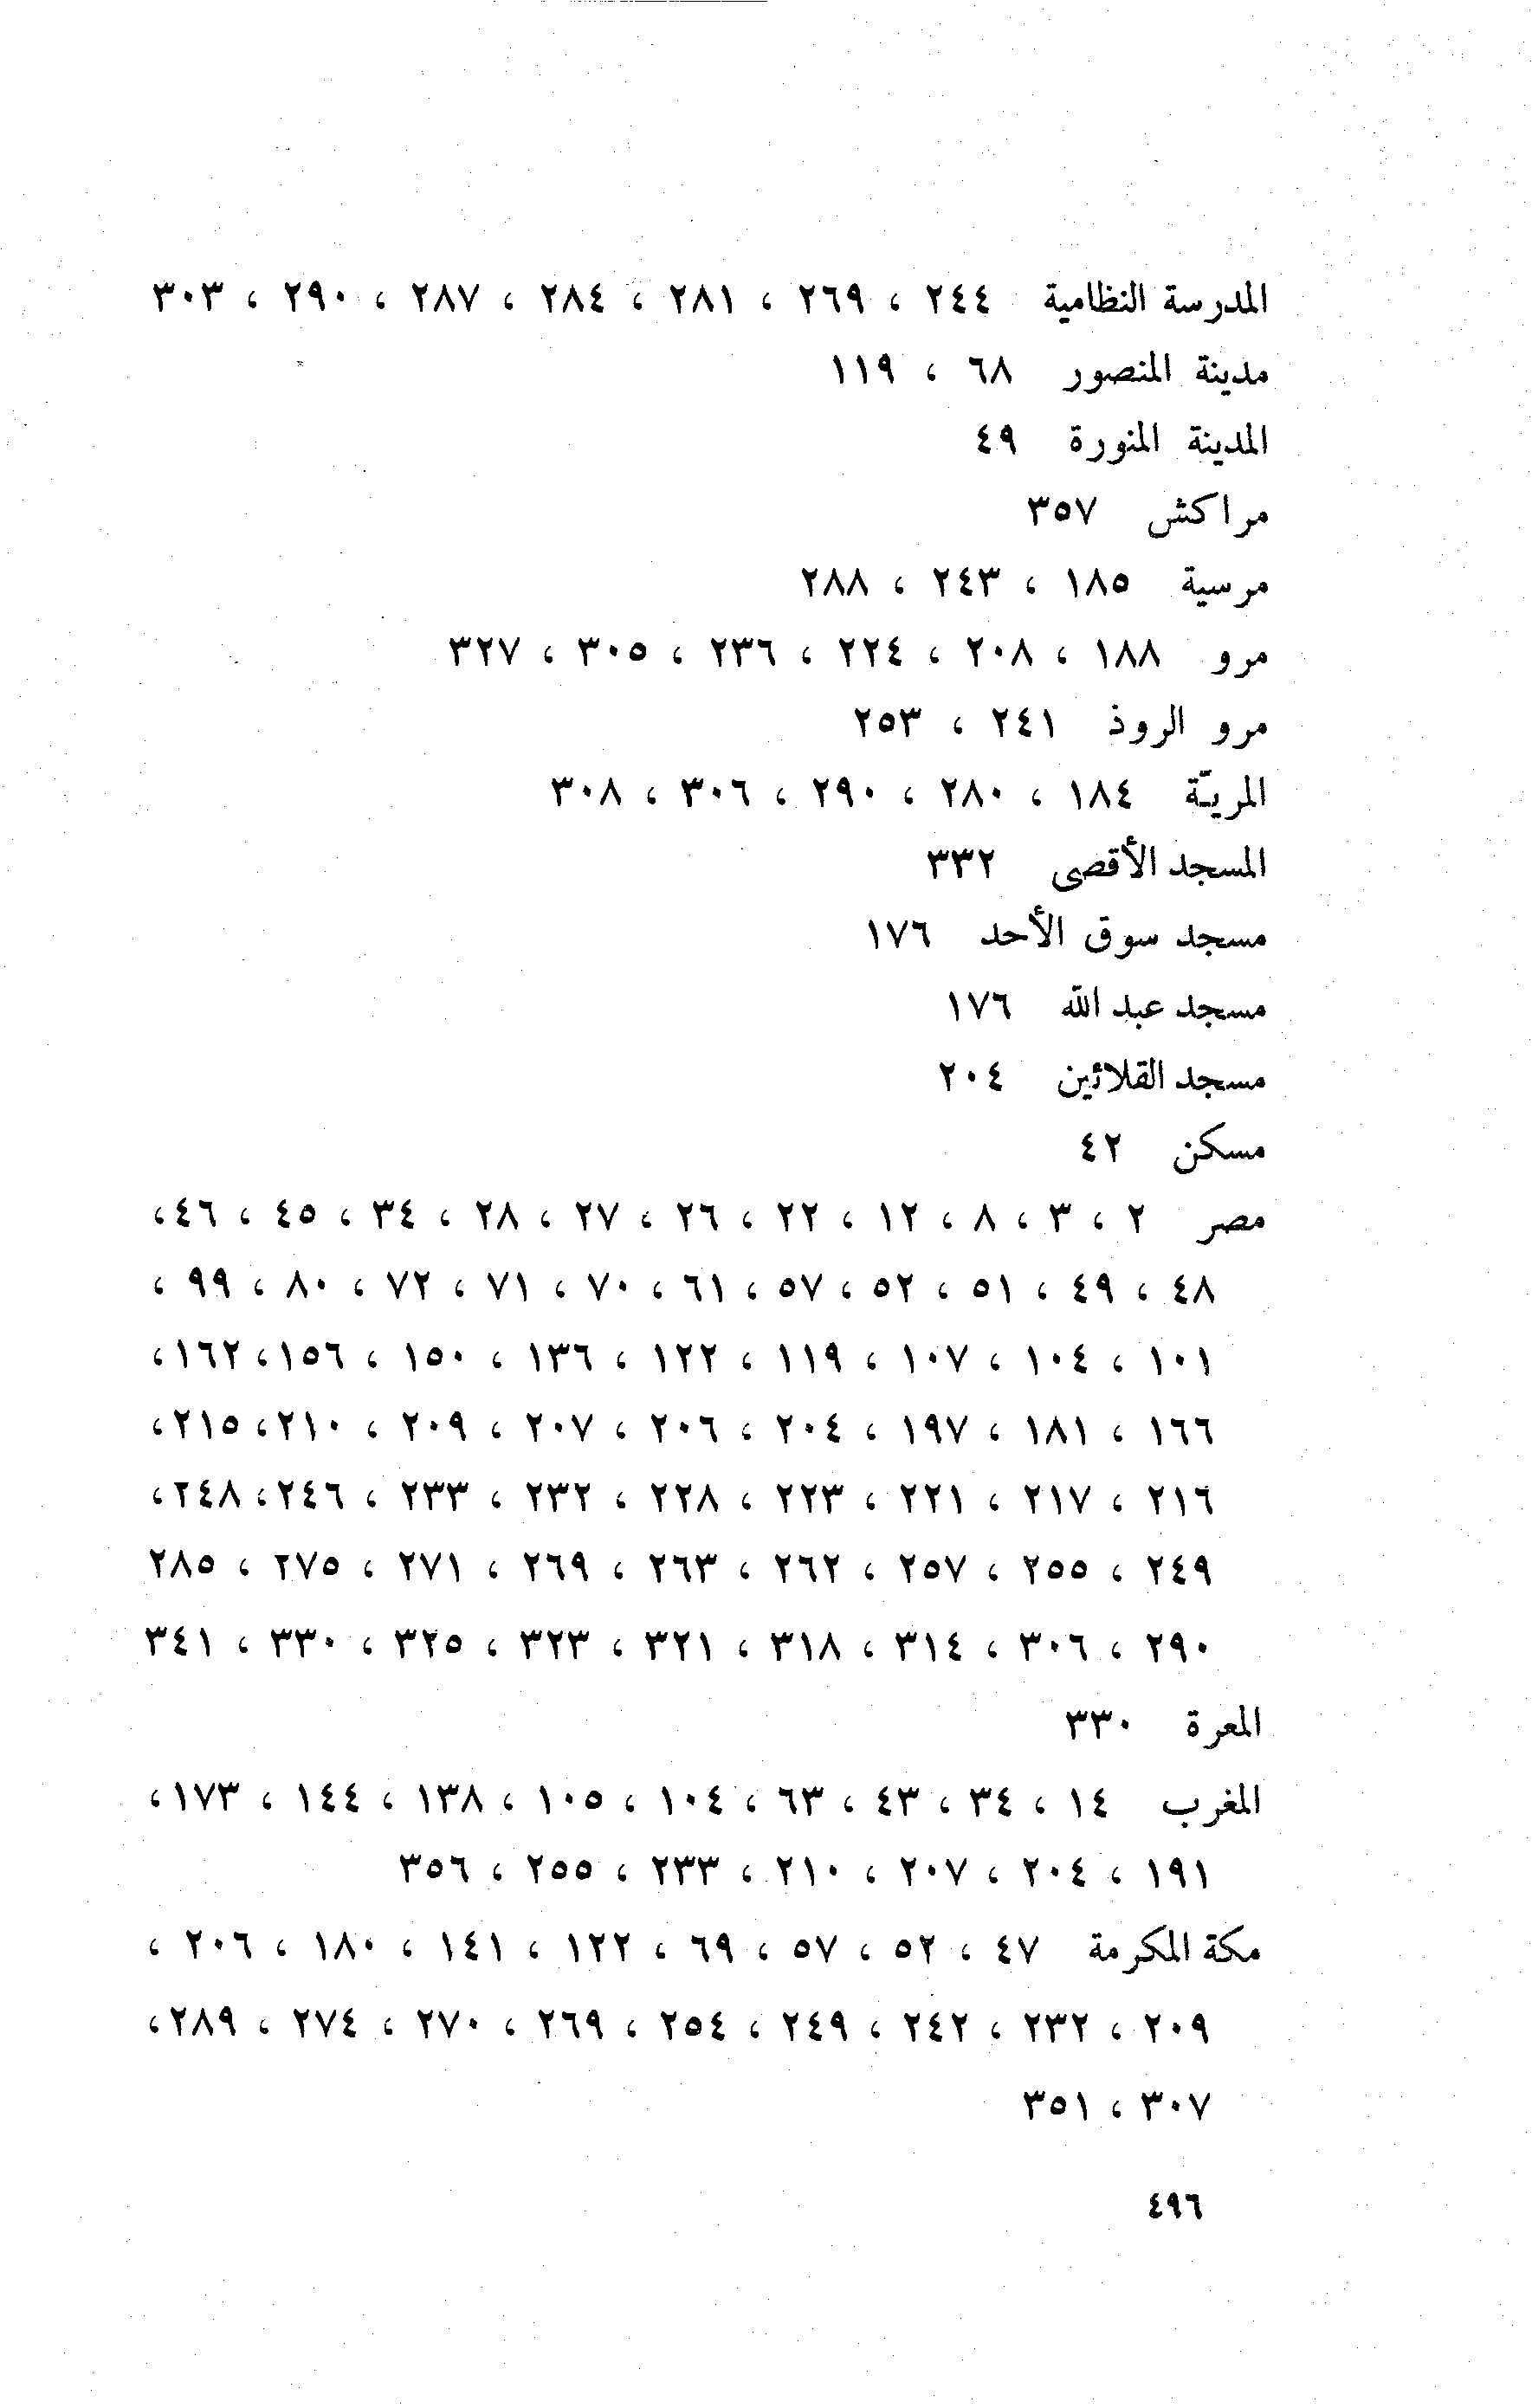 المدرسة النظامية ٢٤٤ ، ٢٦٩ ، ٢٨١ ، ٢٨٤ ، ٢٨٧ ، ٢٩٠ ، ٣٠٣
مدينة المنصور ٦٨ ، ١١٩
المدينة المنورة ٤٩
مراكش ٣٥٧
مرسية ١٨٥ ، ٢٤٣ ، ٢٨٨
مرو ١٨٨ ، ٢٠٨ ، ٢٢٤ ، ٢٣٦ ، ٣٠٥ ، ٣٢٧
مرو الروذ ٢٤١ ، ٢٥٣
المريّة ١٨٤ ، ٢٨٠ ، ٢٩٠ ، ٣٠٦ ، ٣٠٨
المسجد الأقصى ٣٣٢
مسجد سوق الأحد ١٧٦
مسجد عبد الله ١٧٦
مسجد القلائين ٢٠٤
مسكن ٤٢
مصر ٢ ، ٣ ، ٨ ، ١٢ ، ٢٢ ، ٢٦ ، ٢٧ ، ٢٨ ، ٣٤ ، ٤٥ ، ٤٦،
٤٨ ، ٤٩ ، ٥١ ، ٥٢ ، ٥٧ ، ٦١ ، ٧٠ ، ٧١ ، ٧٢ ، ٨٠ ، ٩٩ ،
١٠١ ، ١٠٤ ، ١٠٧ ، ١١٩ ، ١٢٢ ، ١٣٦ ، ١٥٠ ، ١٥٦ ،١٦٢،
١٦٦ ، ١٨١ ، ١٩٧ ، ٢٠٤ ، ٢٠٦ ، ٢٠٧ ، ٢٠٩ ، ٢١٠ ،٢١٥،
٢١٦ ، ٢١٧ ، ٢٢١ ، ٢٢٣ ، ٢٢٨ ، ٢٣٢ ، ٢٣٣ ، ٢٤٦ ،٢٤٨،
٢٤٩ ، ٢٥٥ ، ٢٥٧ ، ٢٦٢ ، ٢٦٣ ، ٢٦٩ ، ٢٧١ ، ٢٧٥ ، ٢٨٥
٢٩٠ ، ٣٠٦ ، ٣١٤ ، ٣١٨ ، ٣٢١ ، ٣٢٣ ، ٣٢٥ ، ٣٣٠ ، ٣٤١
المعرة ٣٣٠
المغرب ١٤ ، ٣٤ ، ٤٣ ، ٦٣ ، ١٠٤ ، ١٠٥ ، ١٣٨ ، ١٤٤ ، ١٧٣،
١٩١ ، ٢٠٤ ، ٢٠٧ ، ٢١٠ ، ٢٣٣ ، ٢٥٥ ، ٣٥٦
مكة المكرمة ٤٧ ، ٥٢ ، ٥٧ ، ٦٩ ، ١٢٢ ، ١٤١ ، ١٨٠ ، ٢٠٦ ،
٢٠٩ ، ٢٣٢ ، ٢٤٢ ، ٢٤٩ ، ٢٥٤ ، ٢٦٩ ، ٢٧٠ ، ٢٧٤ ، ٢٨٩،
٣٠٧ ، ٣٥١
٤٩٦